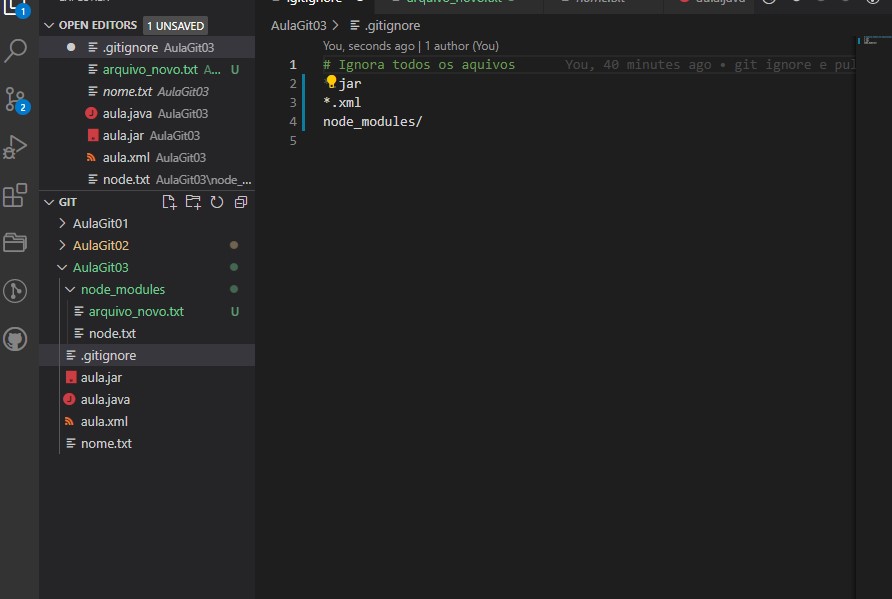 OPEN EDITORS 1 UNSAVED
.gitignore AulaGit03
arquivo_novo.txt A... U
nome.txt AulaGit03
aula.java AulaGit03
aula.jar AulaGit03
aula.xml AulaGit03
node.txt AulaGit03\node_...
GIT
AulaGit01
AulaGit02
AulaGit03
node_modules
arquivo_novo.txt U
node.txt
.gitignore
aula.jar
aula.java
aula.xml
nome.txt
1
2
AulaGit03 > .gitignore
You, seconds ago | 1 author (You)
1 # Ignora todos os aquivos You, 40 minutes ago • git ignore e pul
2 jar
3 *.xml
4 node_modules/
5